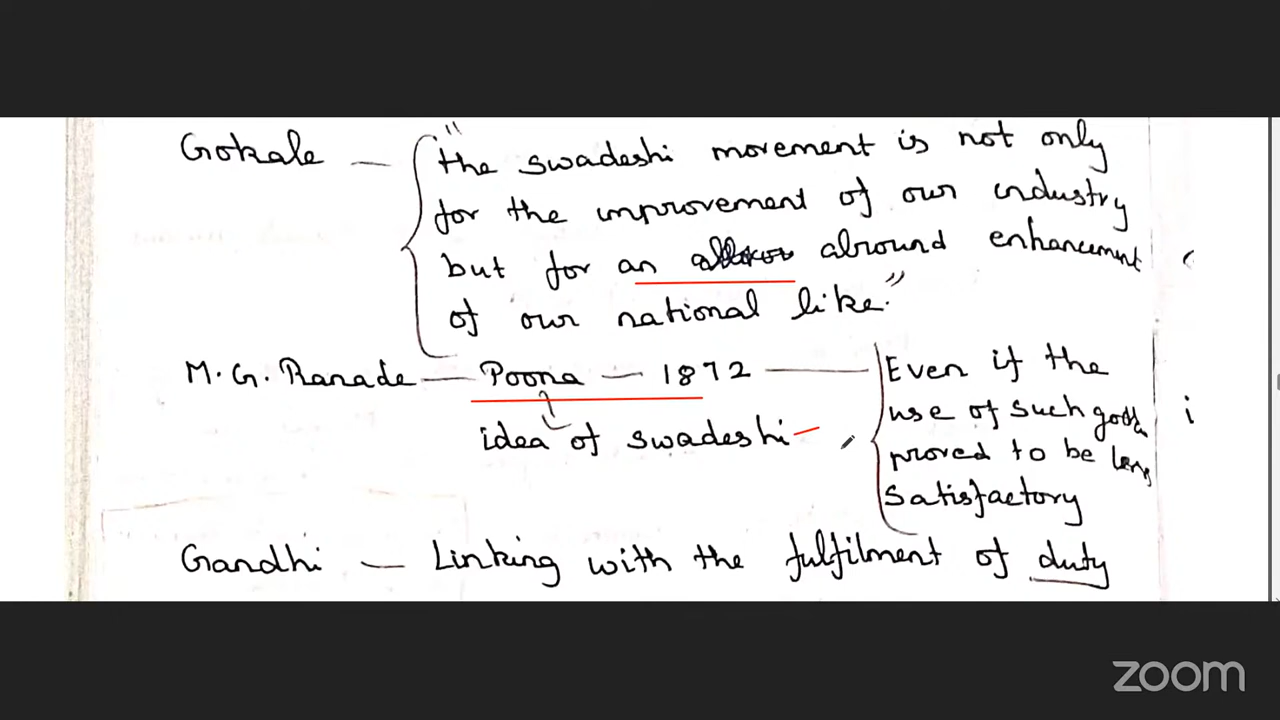 Gokale — "the swadeshi movement is not only
for the improvement of our industry
but for an alround enhancement
of our national like."
M. G. Ranade — Poona — 1872 — Even if the
use of such goods
idea of swadeshi –
proved to be less
satisfactory
Gandhi — Linking with the fulfilment of duty
zoom